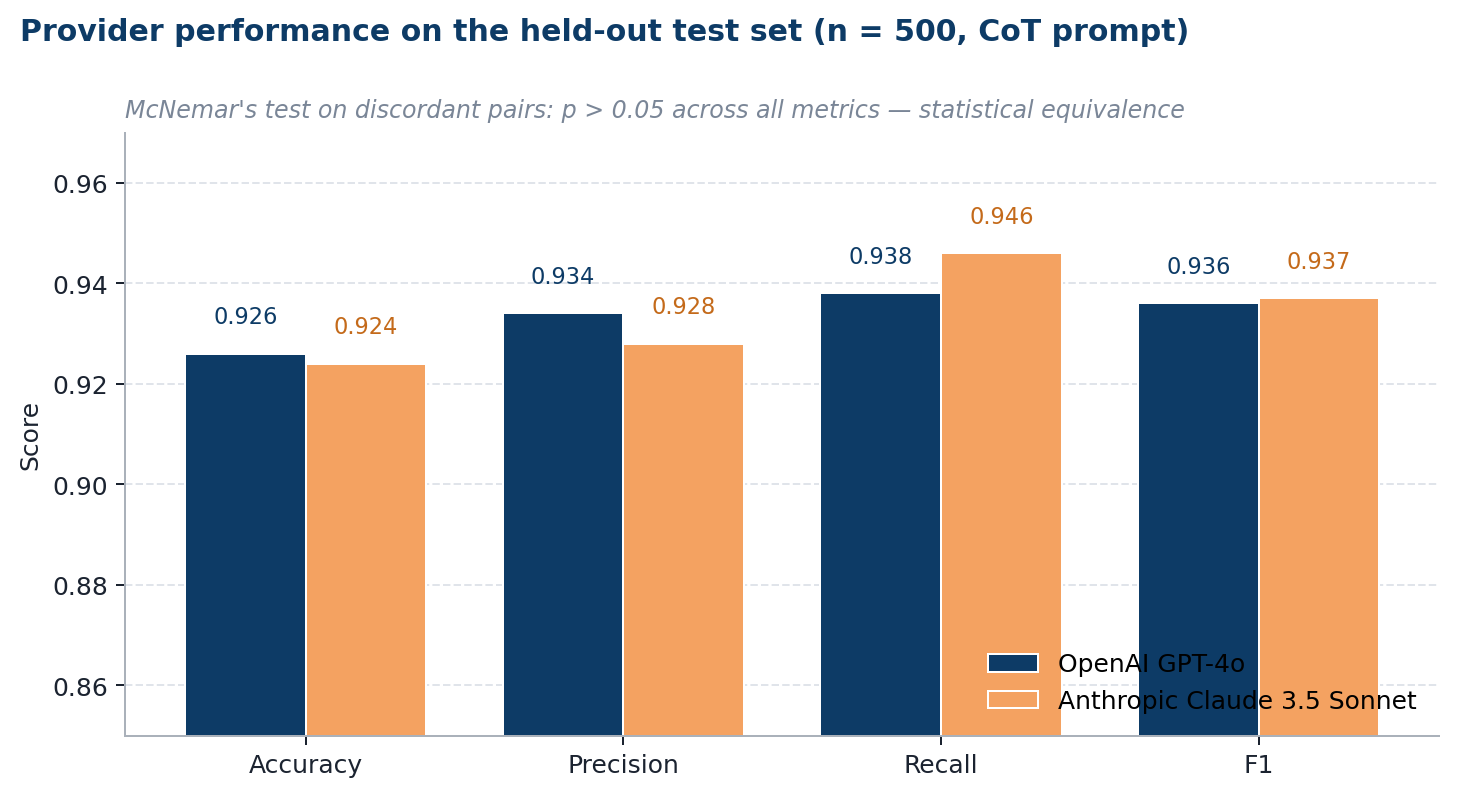 Provider performance on the held-out test set (n = 500, CoT prompt)
McNemar's test on discordant pairs: p > 0.05 across all metrics — statistical equivalence
Score
0.96
0.94
0.92
0.90
0.88
0.86
0.926
0.924
0.934
0.928
0.938
0.946
0.936
0.937
OpenAI GPT-4o
Anthropic Claude 3.5 Sonnet
Accuracy
Precision
Recall
F1